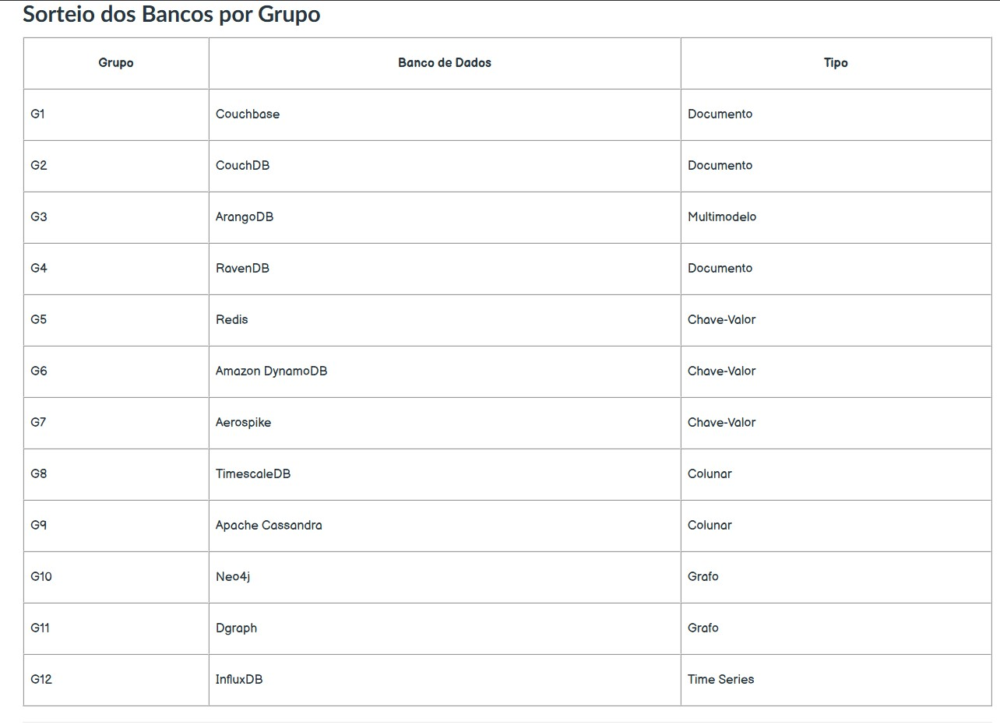 Sorteio dos Bancos por Grupo
Grupo Banco de Dados Tipo
G1 Couchbase Documento
G2 CouchDB Documento
G3 ArangoDB Multimodelo
G4 RavenDB Documento
G5 Redis Chave-Valor
G6 Amazon DynamoDB Chave-Valor
G7 Aerospike Chave-Valor
G8 TimescaleDB Colunar
G9 Apache Cassandra Colunar
G10 Neo4j Grafo
G11 Dgraph Grafo
G12 InfluxDB Time Series